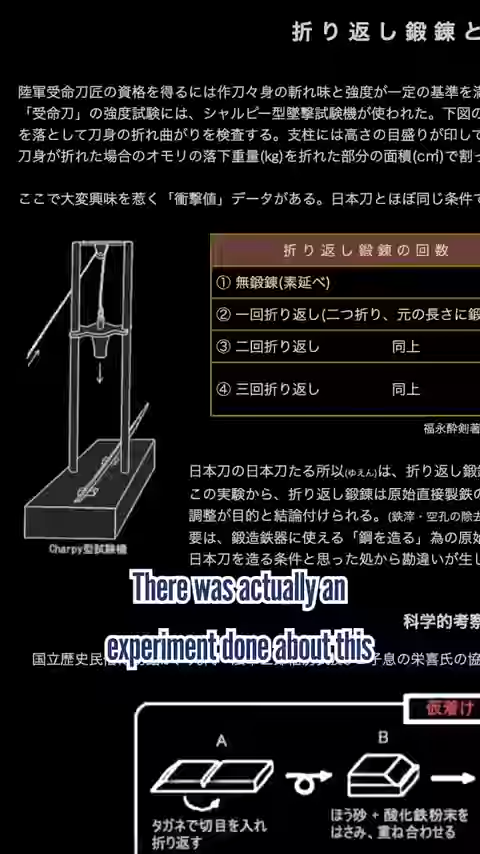 折り返し鍛錬と
陸軍受命刀匠の資格を得るには作刀々身の斬れ味と強度が一定の基準を満
「受命刀」の強度試験には、シャルピー型墜撃試験機が使われた。下図の
を落として刀身の折れ曲がりを検査する。支柱には高さの目盛りが印して
刀身が折れた場合のオモリの落下重量(kg)を折れた部分の面積(c㎡)で割っ
ここで大変興味を惹く「衝撃値」データがある。日本刀とほぼ同じ条件で
折り返し鍛錬の回数
① 無鍛錬(素延べ)
② 一回折り返し(二つ折り、元の長さに鍛
③ 二回折り返し 同上
④ 三回折り返し 同上
福永酔剣著
Charpy型試験機
日本刀の日本刀たる所以(ゆえん)は、折り返し鍛
この実験から、折り返し鍛錬は原始直接製鉄の
調整が目的と結論付けられる。(鉄滓・空孔の除去
要は、鍛造鉄器に使える「鋼を造る」為の原始
日本刀を造る条件と思った処から勘違いが生じ
There was actually an
experiment done about this
科学的考察
国立歴史民
子息の栄喜氏の協
仮着け
A
B
タガネで切目を入れ
折り返す
ほう砂 + 酸化鉄粉末を
はさみ、重ね合わせる